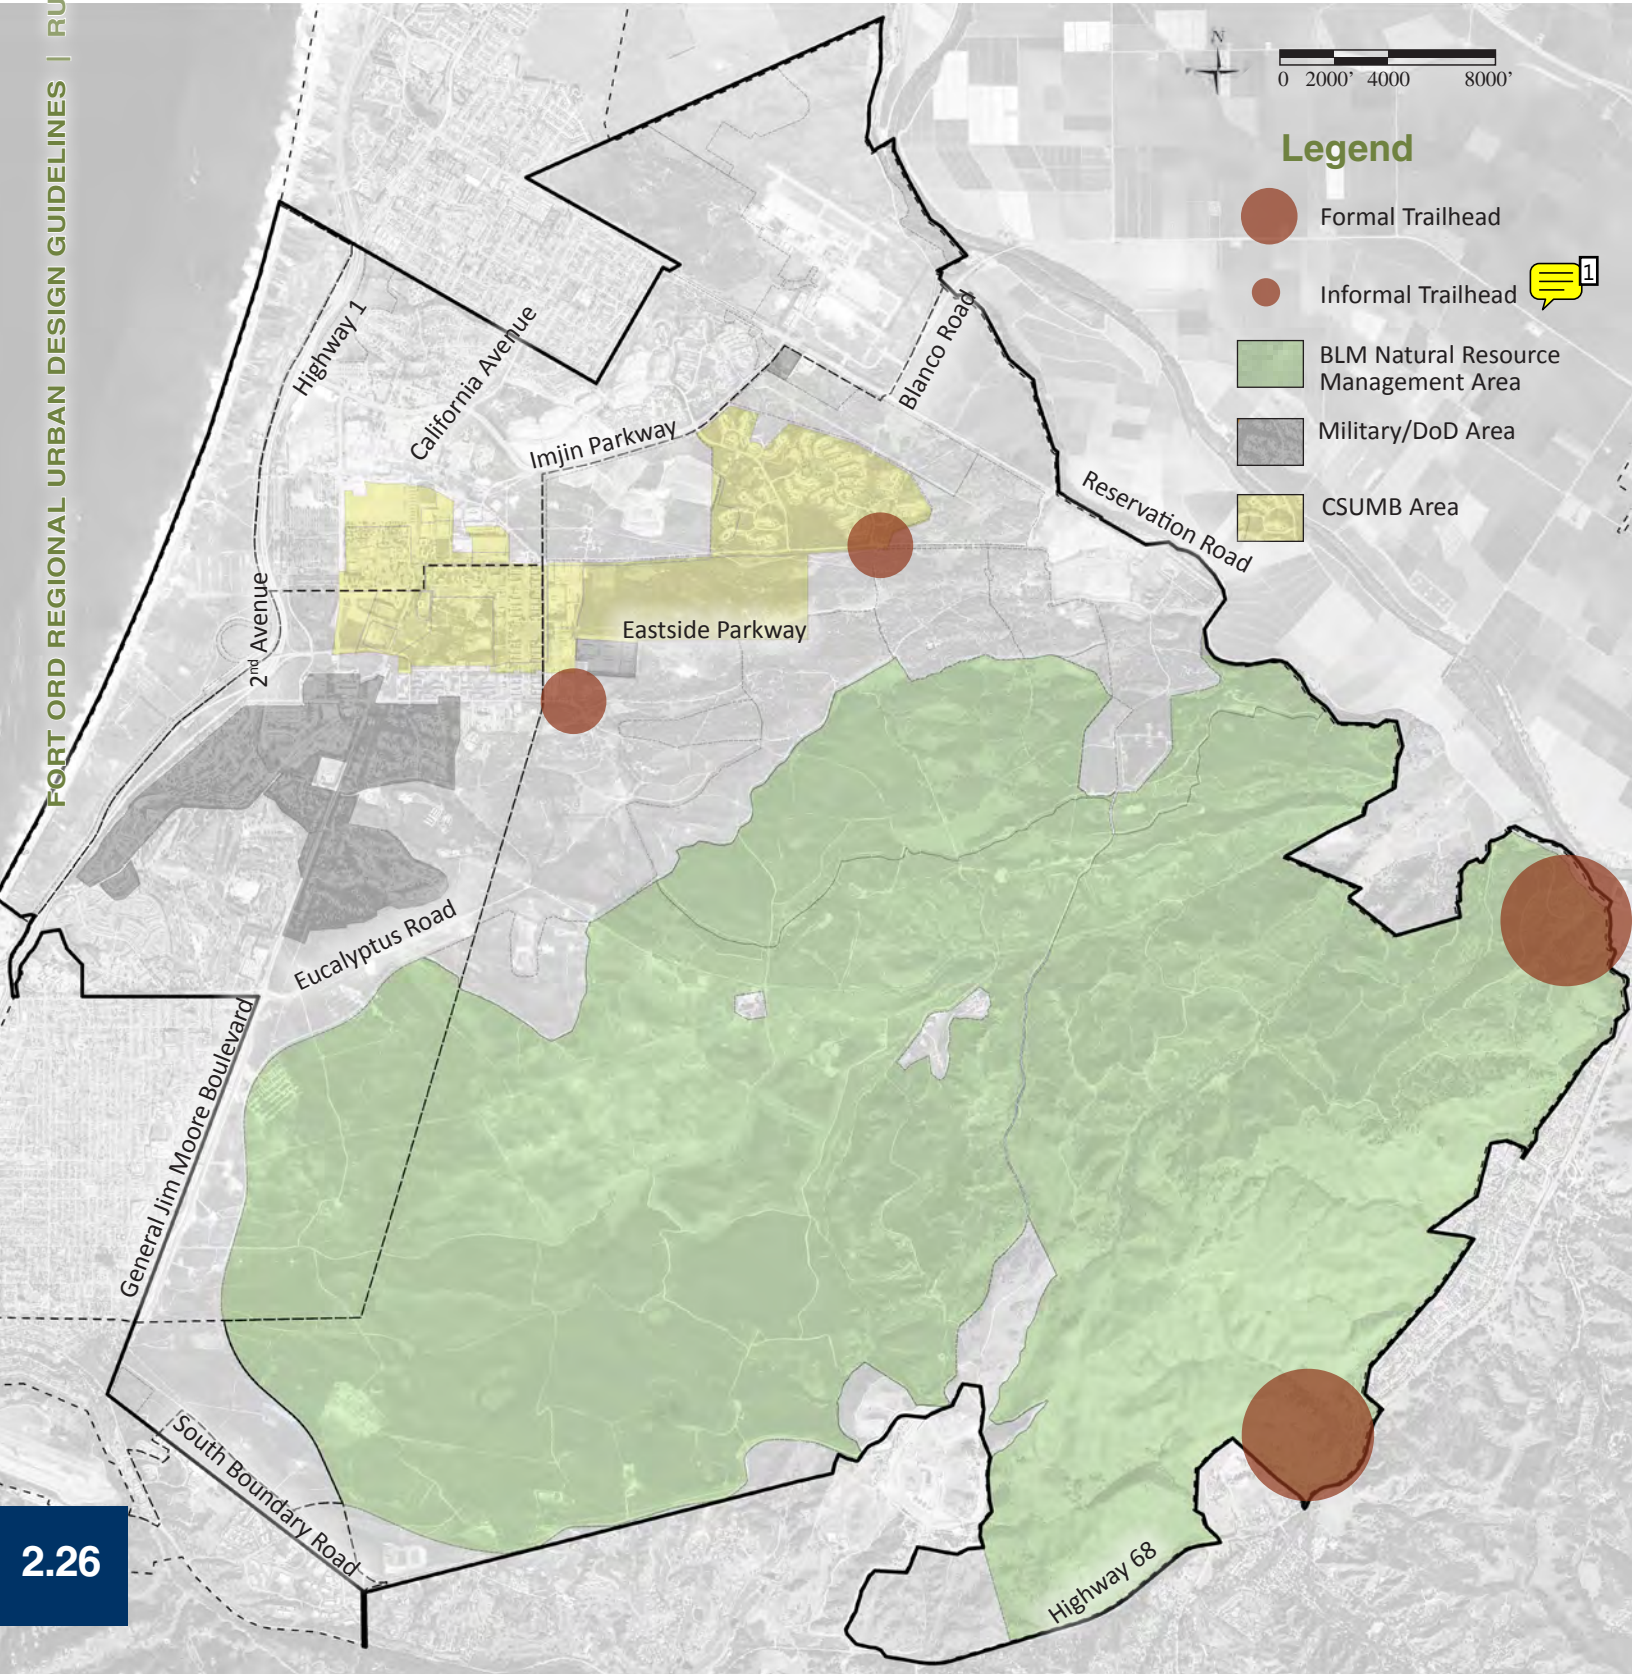 FORT ORD REGIONAL URBAN DESIGN GUIDELINES | RU
N
0 2000’ 4000 8000’
Legend
Formal Trailhead
Informal Trailhead
1
BLM Natural Resource
Management Area
Military/DoD Area
CSUMB Area
Highway 1
California Avenue
Imjin Parkway
Blanco Road
Reservation Road
2nd Avenue
Eastside Parkway
Eucalyptus Road
General Jim Moore Boulevard
South Boundary Road
Highway 68
2.26